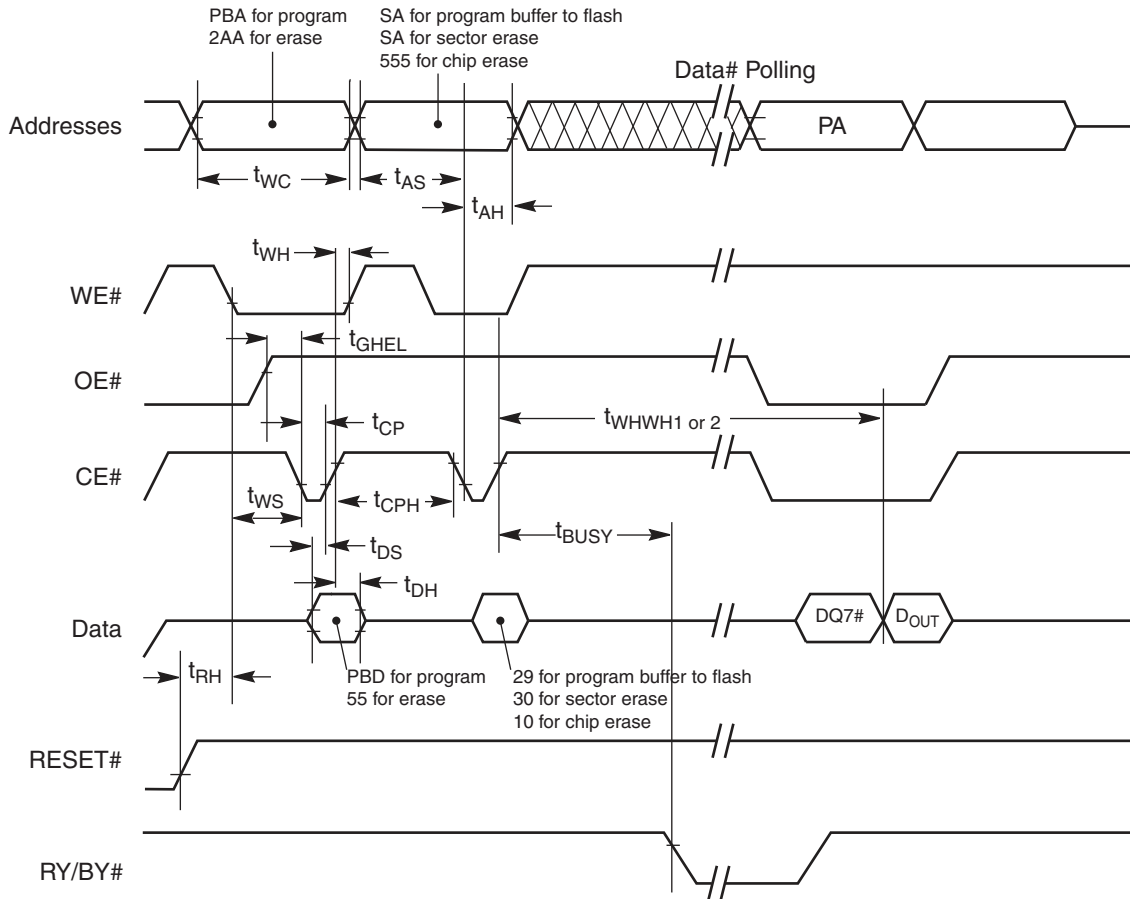 PBA for program
2AA for erase
SA for program buffer to flash
SA for sector erase
555 for chip erase
Data# Polling
Addresses
PA
tWC
tAS
tAH
tWH
WE#
tGHEL
OE#
tWHWH1 or 2
tCP
CE#
tWS
tCPH
tBUSY
tDS
tDH
Data
DQ7#
DOUT
tRH
PBD for program
55 for erase
29 for program buffer to flash
30 for sector erase
10 for chip erase
RESET#
RY/BY#